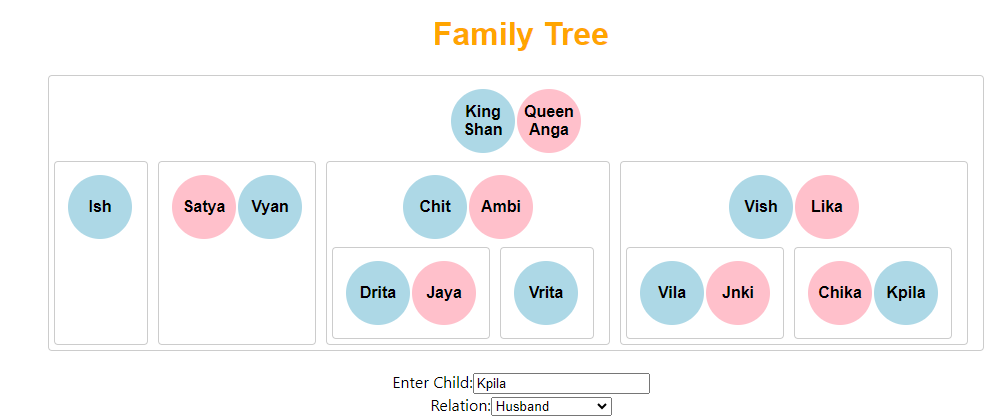 Family Tree
King
Shan
Queen
Anga
Ish
Satya
Vyan
Chit
Ambi
Vish
Lika
Drita
Jaya
Vrita
Vila
Jnki
Chika
Kpila
Enter Child:Kpila
Relation:Husband